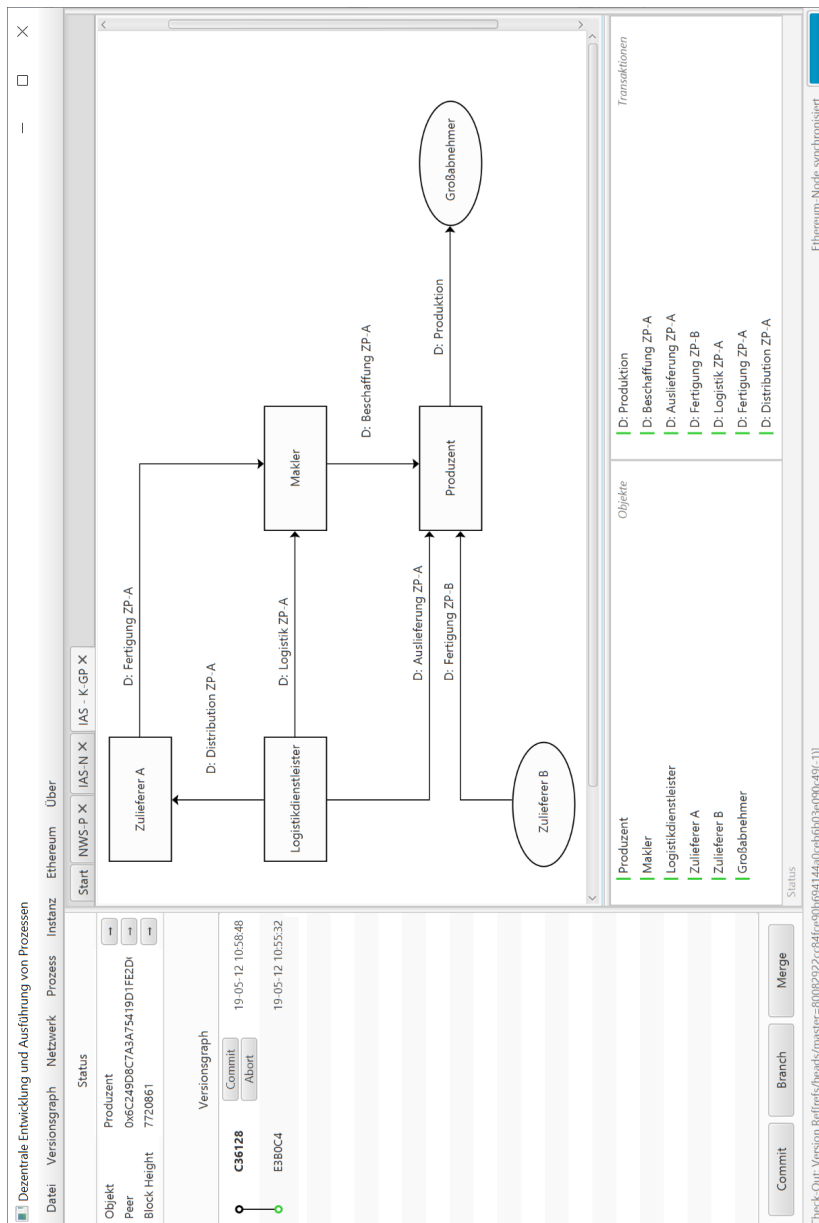 Dezentrale Entwicklung und Ausführung von Prozessen
Datei Versionsgraph Netzwerk Prozess Instanz Ethereum Über
Status
Objekt Produzent
Peer 0x6C249D8C7A3A75419D1FE2D
Block Height 7720861
Versionsgraph
C36128 Commit Abort 19-05-12 10:58:48
E3B0C4 19-05-12 10:55:32
Commit Branch Merge
Start NWS-P IAS-N IAS - K-GP
Zulieferer A
D: Fertigung ZP-A
D: Distribution ZP-A
Logistikdienstleister
D: Logistik ZP-A
Makler
D: Beschaffung ZP-A
D: Auslieferung ZP-A
D: Fertigung ZP-B
Produzent
D: Produktion
Großabnehmer
Zulieferer B
Objekte
Produzent
Makler
Logistikdienstleister
Zulieferer A
Zulieferer B
Großabnehmer
Transaktionen
D: Produktion
D: Beschaffung ZP-A
D: Auslieferung ZP-A
D: Fertigung ZP-B
D: Logistik ZP-A
D: Fertigung ZP-A
D: Distribution ZP-A
Status
Ethereum-Node synchronisiert